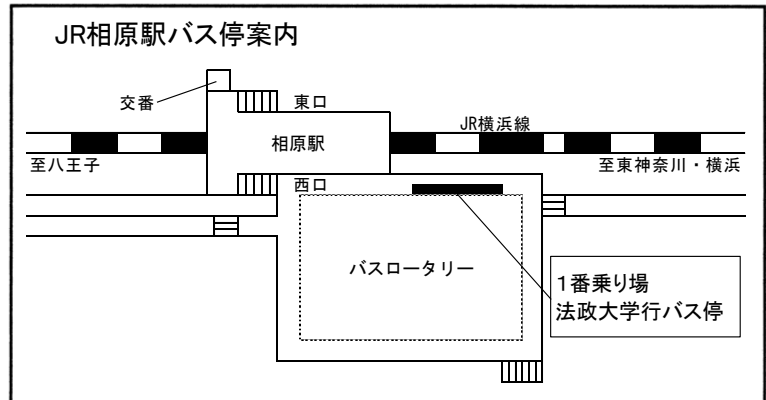 JR相原駅バス停案内
交番
東口
JR横浜線
相原駅
至八王子
至東神奈川・横浜
西口
バスロータリー
1番乗り場
法政大学行バス停